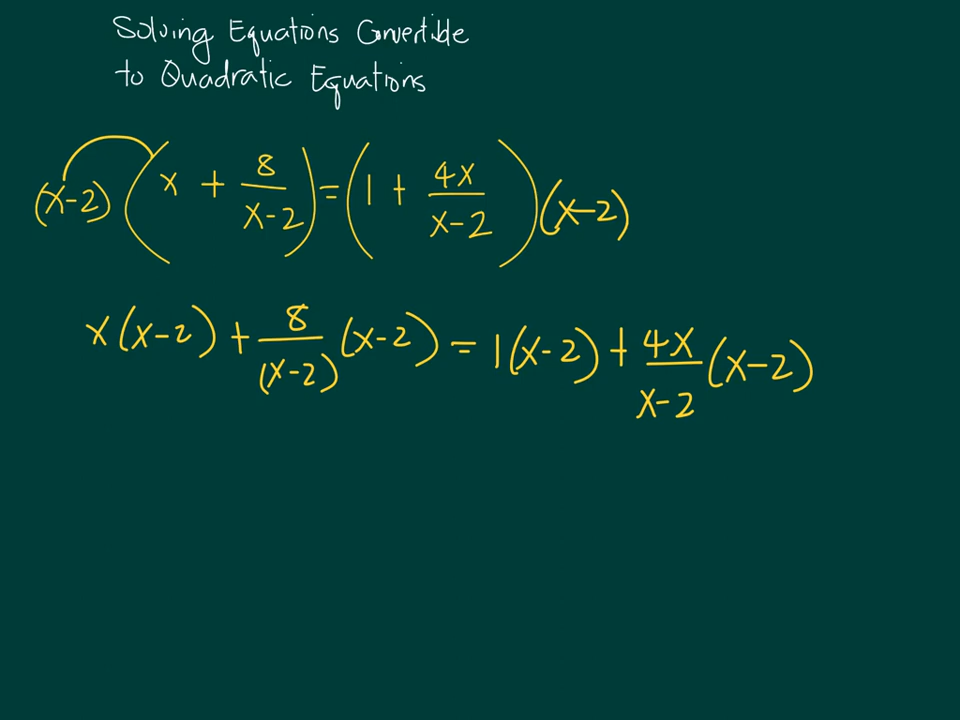 Solving Equations Convertible
to Quadratic Equations
(x-2) (x + 8/(x-2)) = (1 + 4x/(x-2)) (x-2)
x(x-2) + 8/(x-2) (x-2) = 1(x-2) + 4x/(x-2) (x-2)